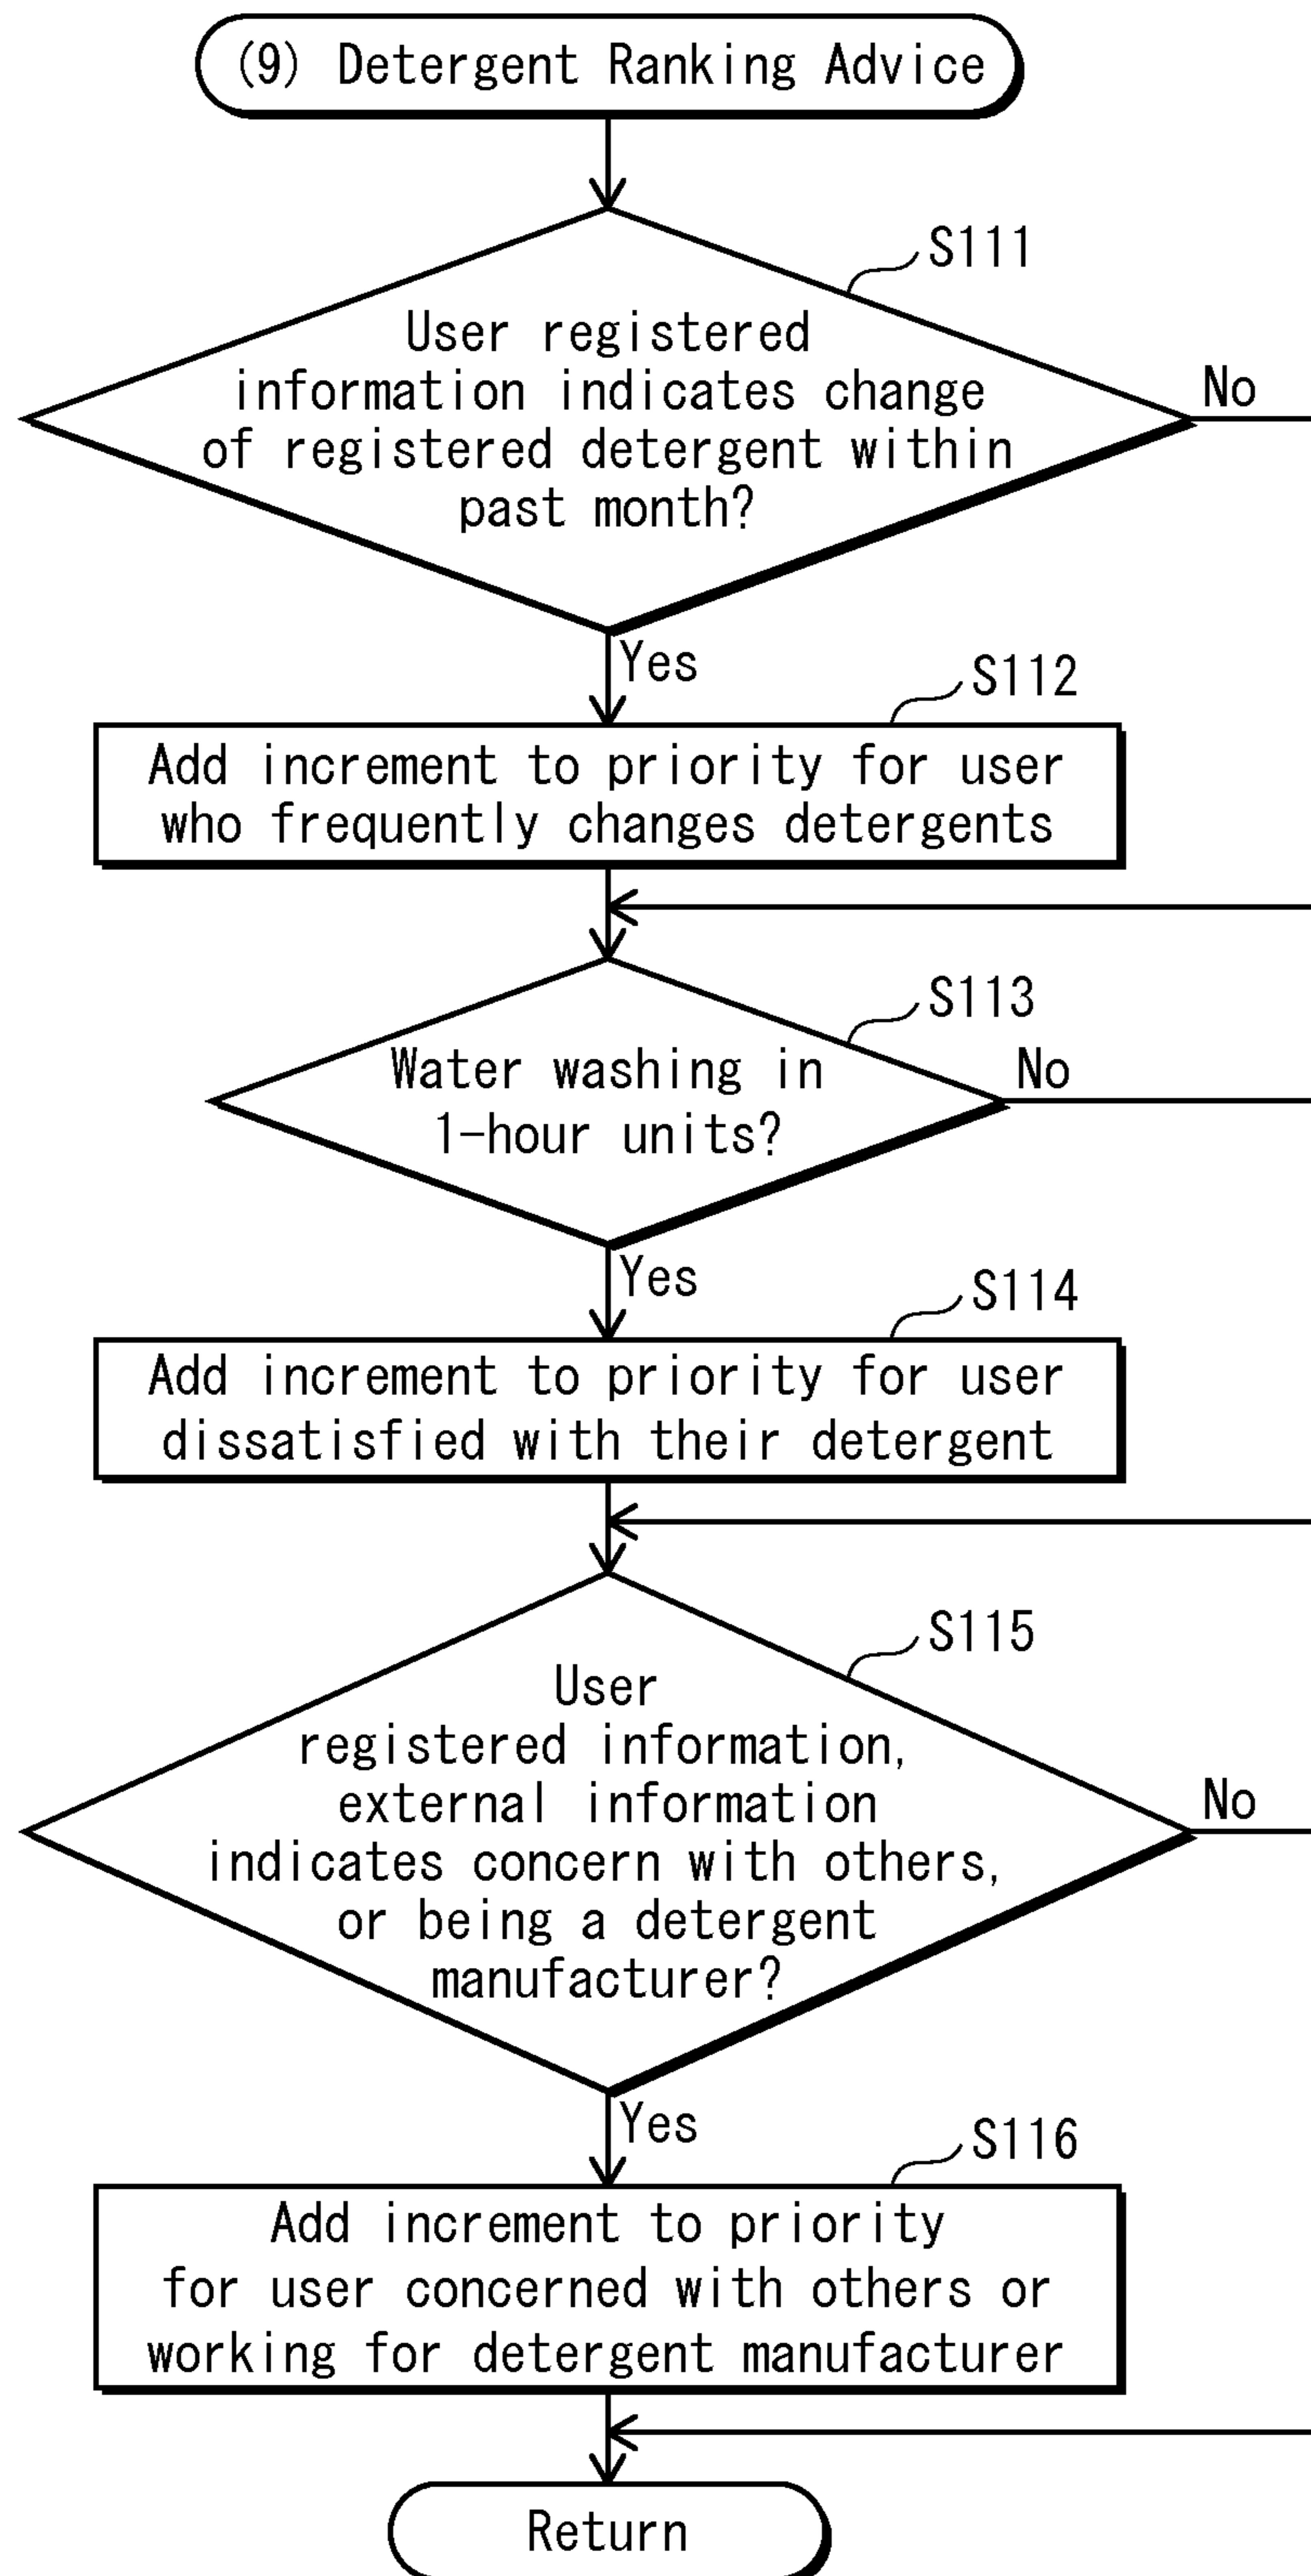 (9) Detergent Ranking Advice
S111
User registered
information indicates change
of registered detergent within
past month?
No
Yes
S112
Add increment to priority for user
who frequently changes detergents
S113
Water washing in
1-hour units?
No
Yes
S114
Add increment to priority for user
dissatisfied with their detergent
S115
User
registered information,
external information
indicates concern with others,
or being a detergent
manufacturer?
No
Yes
S116
Add increment to priority
for user concerned with others or
working for detergent manufacturer
Return